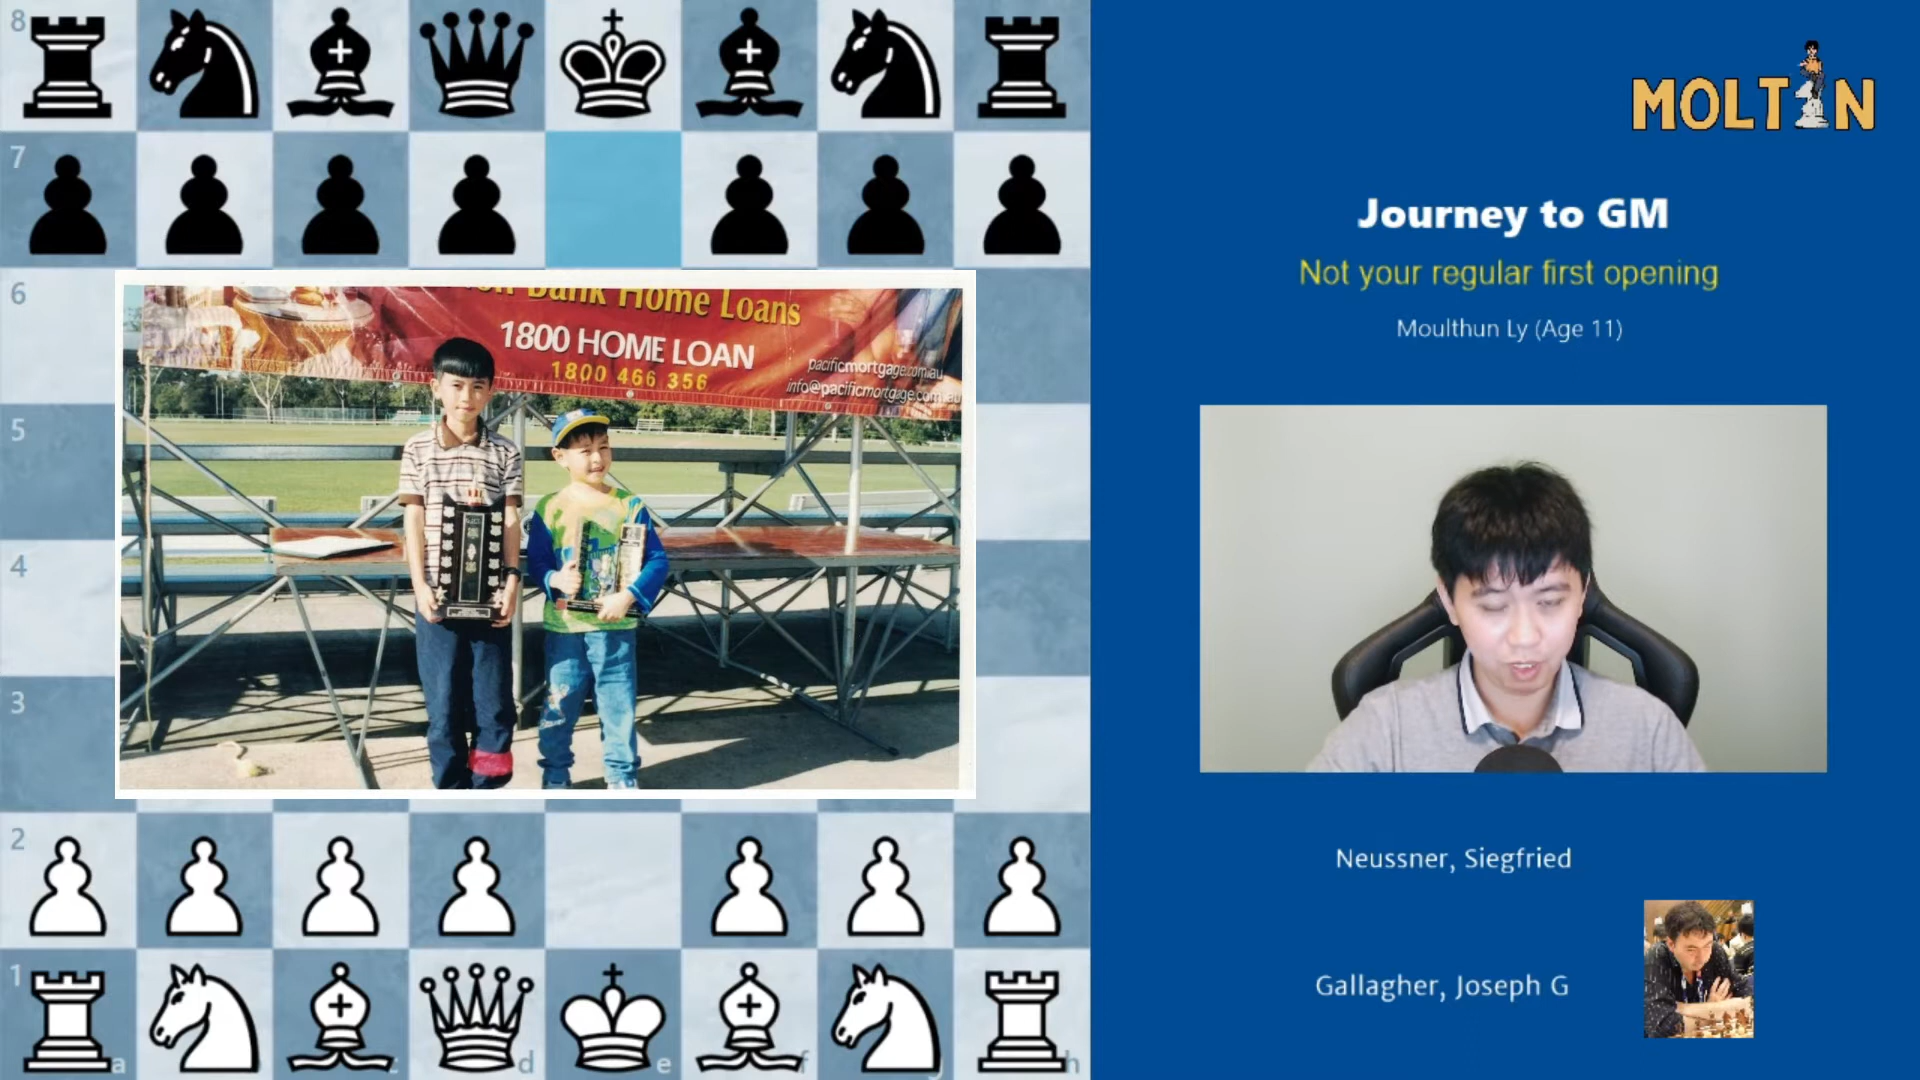 8
7
6
5
4
3
2
1
a
d
e
f
h
Bank Home Loans
1800 HOME LOAN
1800 466 356
pacificmortgage.com.au
info@pacificmortgage.com.au
MOLTIN
Journey to GM
Not your regular first opening
Moulthun Ly (Age 11)
Neussner, Siegfried
Gallagher, Joseph G